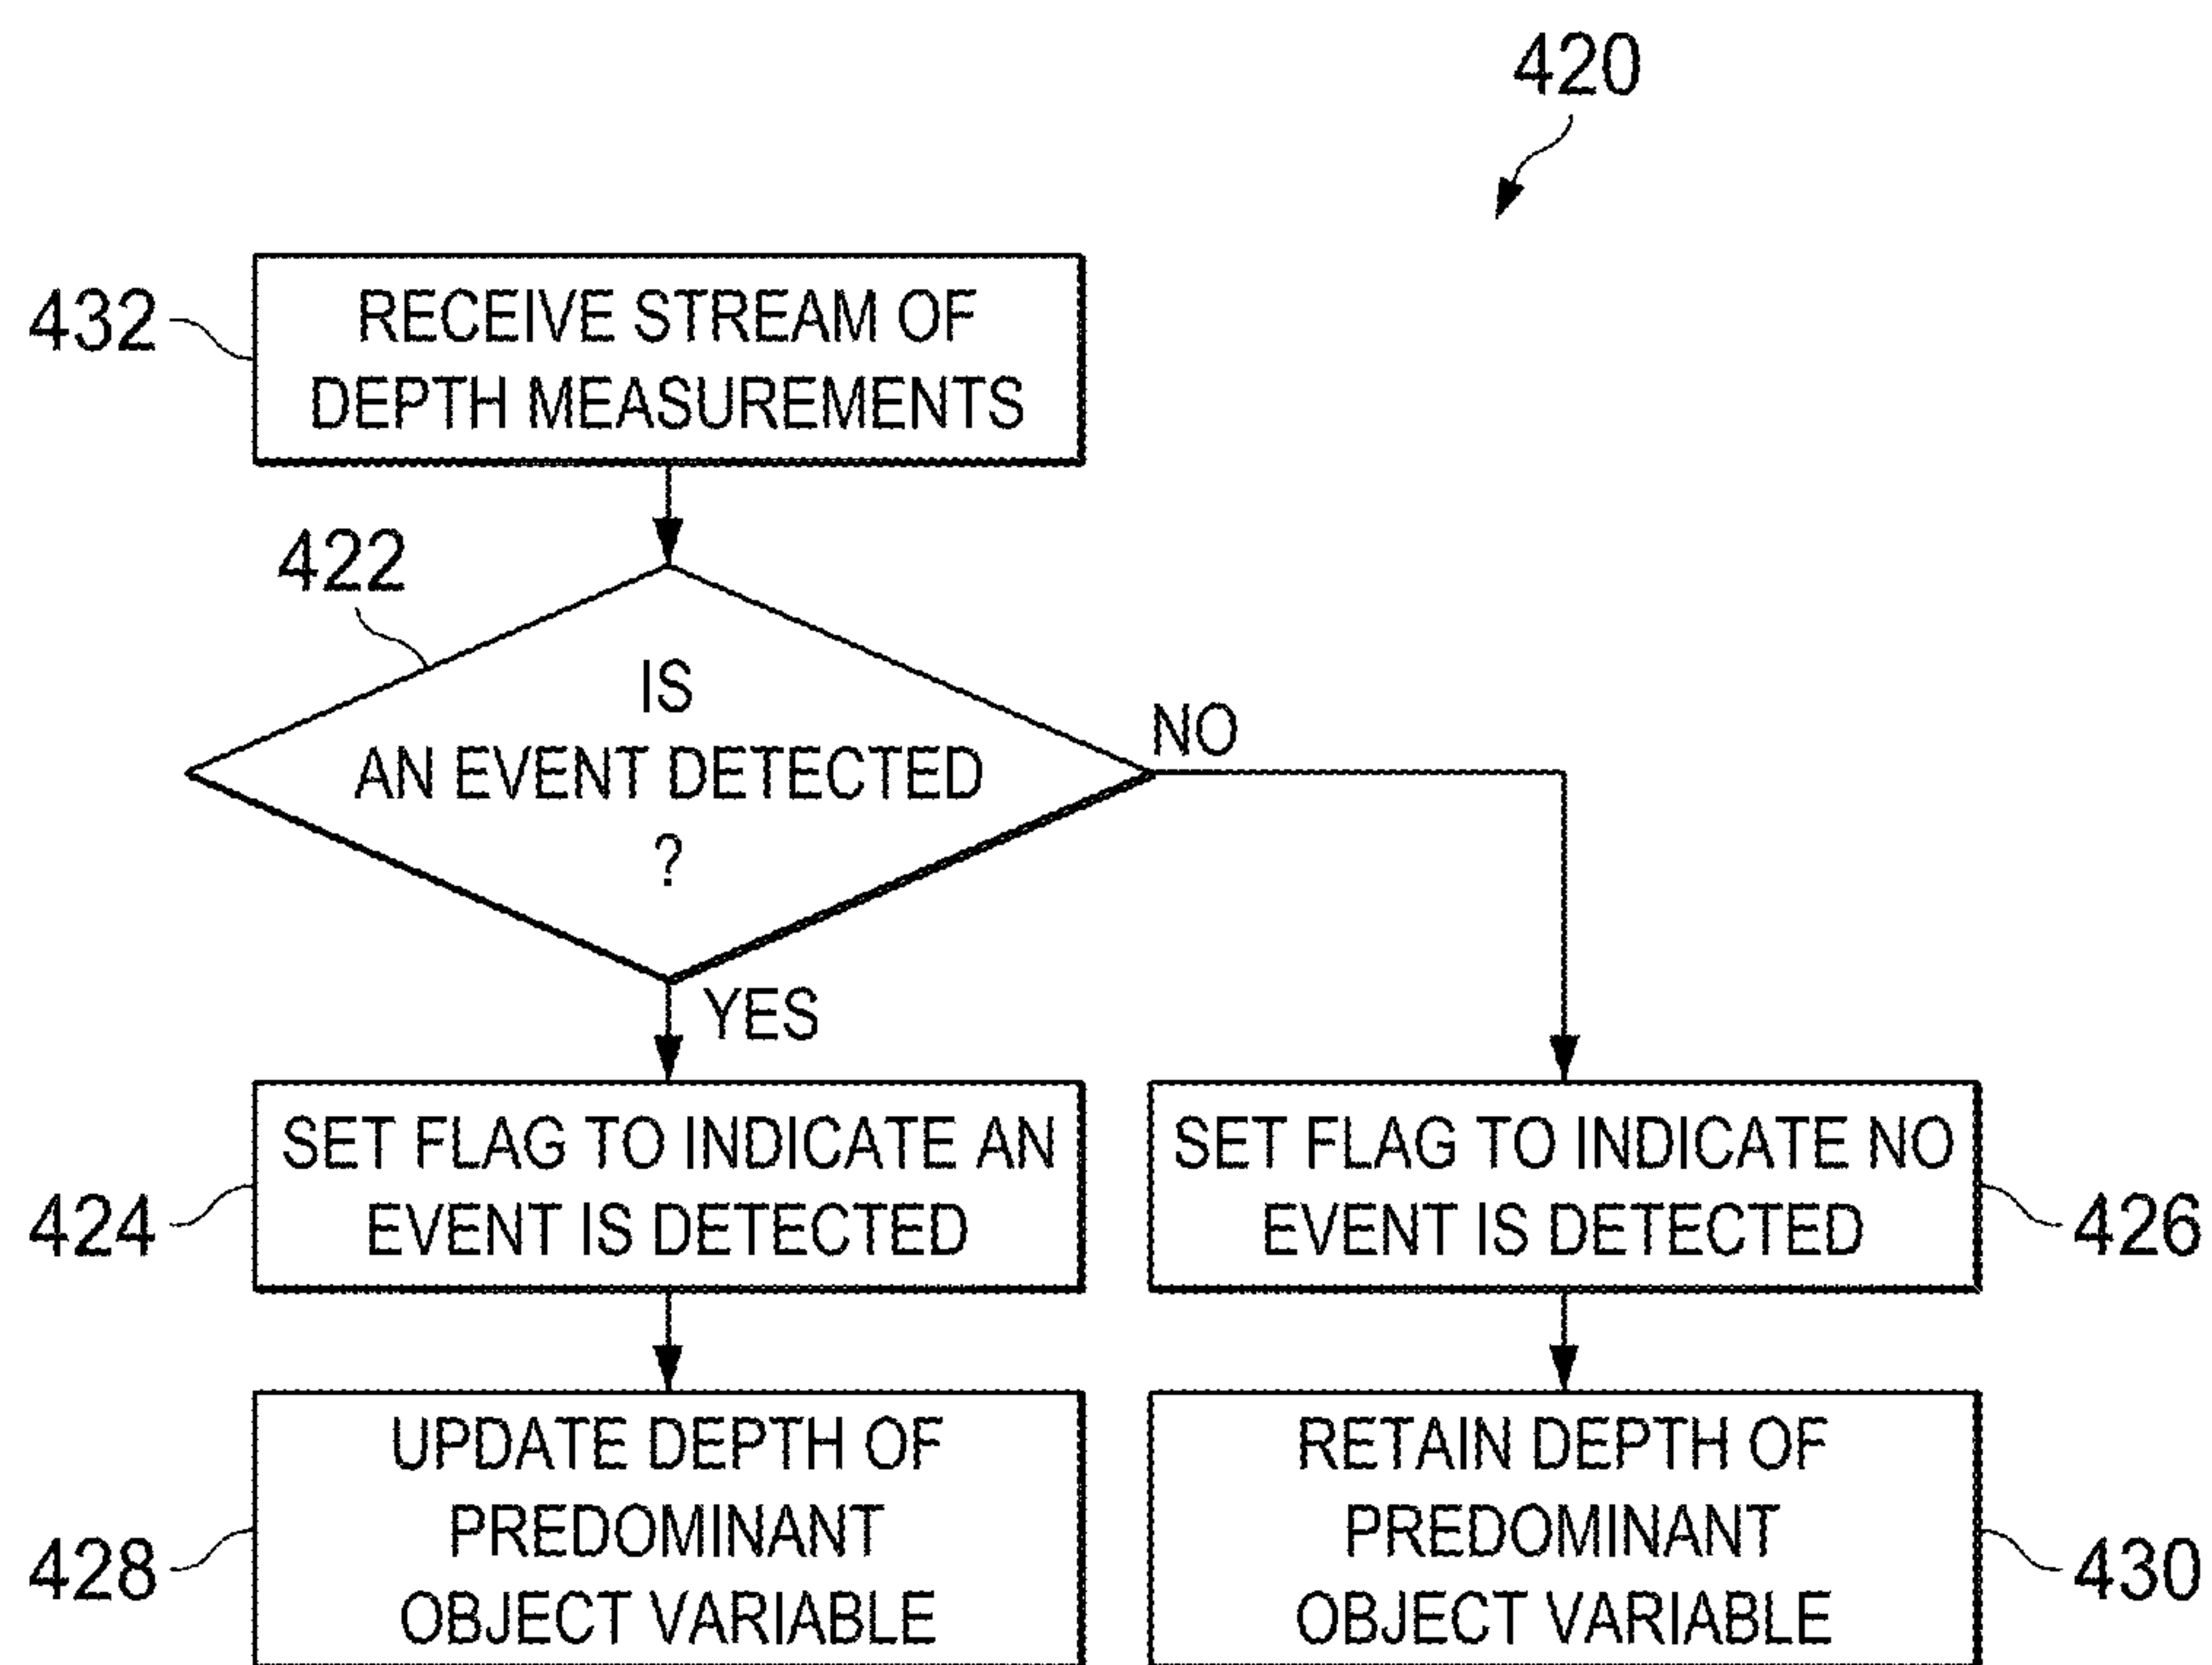 420
432
RECEIVE STREAM OF
DEPTH MEASUREMENTS
422
IS
AN EVENT DETECTED
?
NO
YES
424
SET FLAG TO INDICATE AN
EVENT IS DETECTED
SET FLAG TO INDICATE NO
EVENT IS DETECTED
426
428
UPDATE DEPTH OF
PREDOMINANT
OBJECT VARIABLE
RETAIN DEPTH OF
PREDOMINANT
OBJECT VARIABLE
430